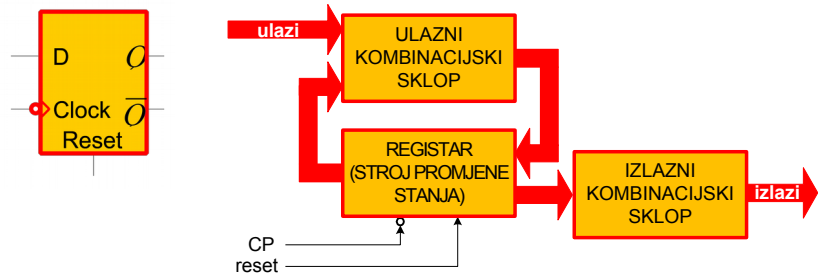 D Q
Clock Q̅
Reset
ulazi
ULAZNI
KOMBINACIJSKI
SKLOP
REGISTAR
(STROJ PROMJENE
STANJA)
IZLAZNI
KOMBINACIJSKI
SKLOP
izlazi
CP
reset